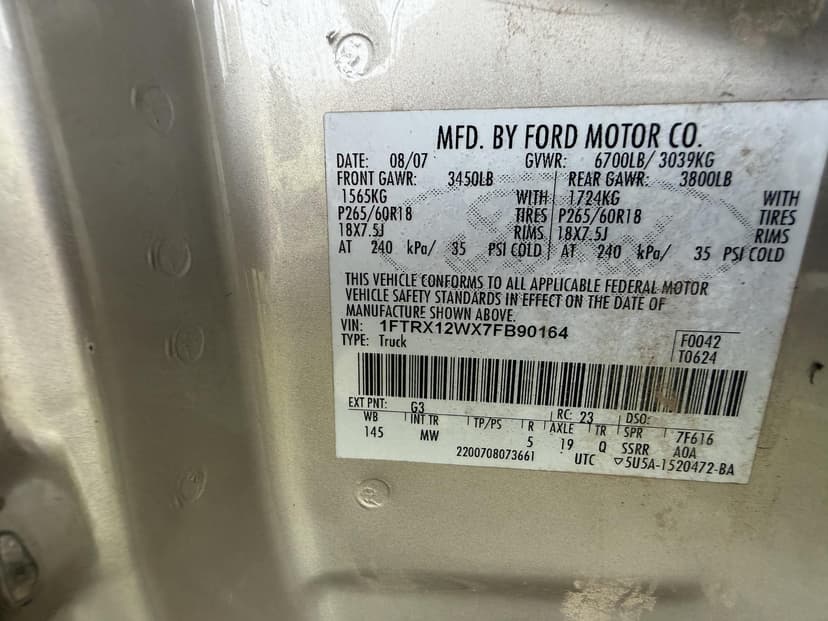 MFD. BY FORD MOTOR CO.
DATE: 08/07 GVWR: 6700LB/ 3039KG
FRONT GAWR: 3450LB REAR GAWR: 3800LB
1565KG WITH 1724KG WITH
P265/60R18 TIRES P265/60R18 TIRES
18X7.5J RIMS 18X7.5J RIMS
AT 240 kPa/ 35 PSI COLD AT 240 kPa/ 35 PSI COLD
THIS VEHICLE CONFORMS TO ALL APPLICABLE FEDERAL MOTOR
VEHICLE SAFETY STANDARDS IN EFFECT ON THE DATE OF
MANUFACTURE SHOWN ABOVE.
VIN: 1FTRX12WX7FB90164
TYPE: Truck
F0042
T0624
EXT PNT: G3 RC: 23 DSO:
WB INT TR TP/PS R AXLE TR SPR 7F616
145 MW 5 19 Q SSRR A0A
2200708073661 UTC ▽5U5A-1520472-BA